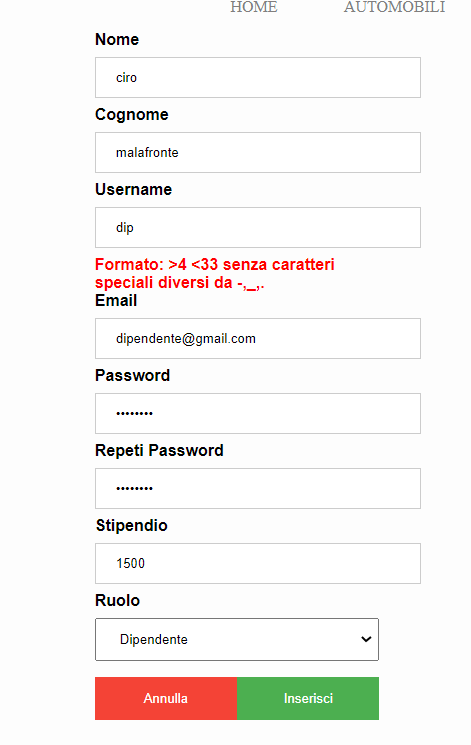 HOME AUTOMOBILI
Nome
ciro
Cognome
malafronte
Username
dip
Formato: >4 <33 senza caratteri
speciali diversi da -,_,.
Email
dipendente@gmail.com
Password
••••••••
Repeti Password
••••••••
Stipendio
1500
Ruolo
Dipendente
Annulla Inserisci